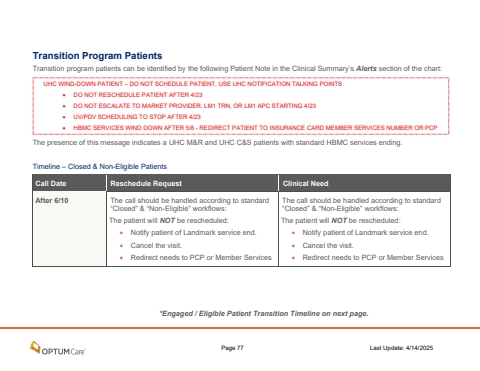 Transition Program Patients
Transition program patients can be identified by the following Patient Note in the Clinical Summary's Alerts section of the chart:
UHC WIND-DOWN PATIENT – DO NOT SCHEDULE PATIENT, USE UHC NOTIFICATION TALKING POINTS
• DO NOT RESCHEDULE PATIENT AFTER 4/23
• DO NOT ESCALATE TO MARKET PROVIDER, LM1 TRN, OR LM1 APC STARTING 4/23
• UV/PDV SCHEDULING TO STOP AFTER 4/23
• HBMC SERVICES WIND DOWN AFTER 5/8 - REDIRECT PATIENT TO INSURANCE CARD MEMBER SERVICES NUMBER OR PCP
The presence of this message indicates a UHC M&R and UHC C&S patients with standard HBMC services ending.
Timeline – Closed & Non-Eligible Patients
Call Date Reschedule Request Clinical Need
After 6/10
The call should be handled according to standard
"Closed" & "Non-Eligible" workflows:
The patient will NOT be rescheduled:
• Notify patient of Landmark service end.
• Cancel the visit.
• Redirect needs to PCP or Member Services
The call should be handled according to standard
"Closed" & "Non-Eligible" workflows:
The patient will NOT be rescheduled:
• Notify patient of Landmark service end.
• Cancel the visit.
• Redirect needs to PCP or Member Services
*Engaged / Eligible Patient Transition Timeline on next page.
OPTUMCare
Page 77
Last Update: 4/14/2025